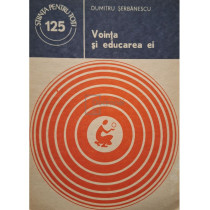 DUMITRU ȘERBĂNESCU
ȘTIINȚA PENTRU TOȚI
125
Voința
și educarea ei